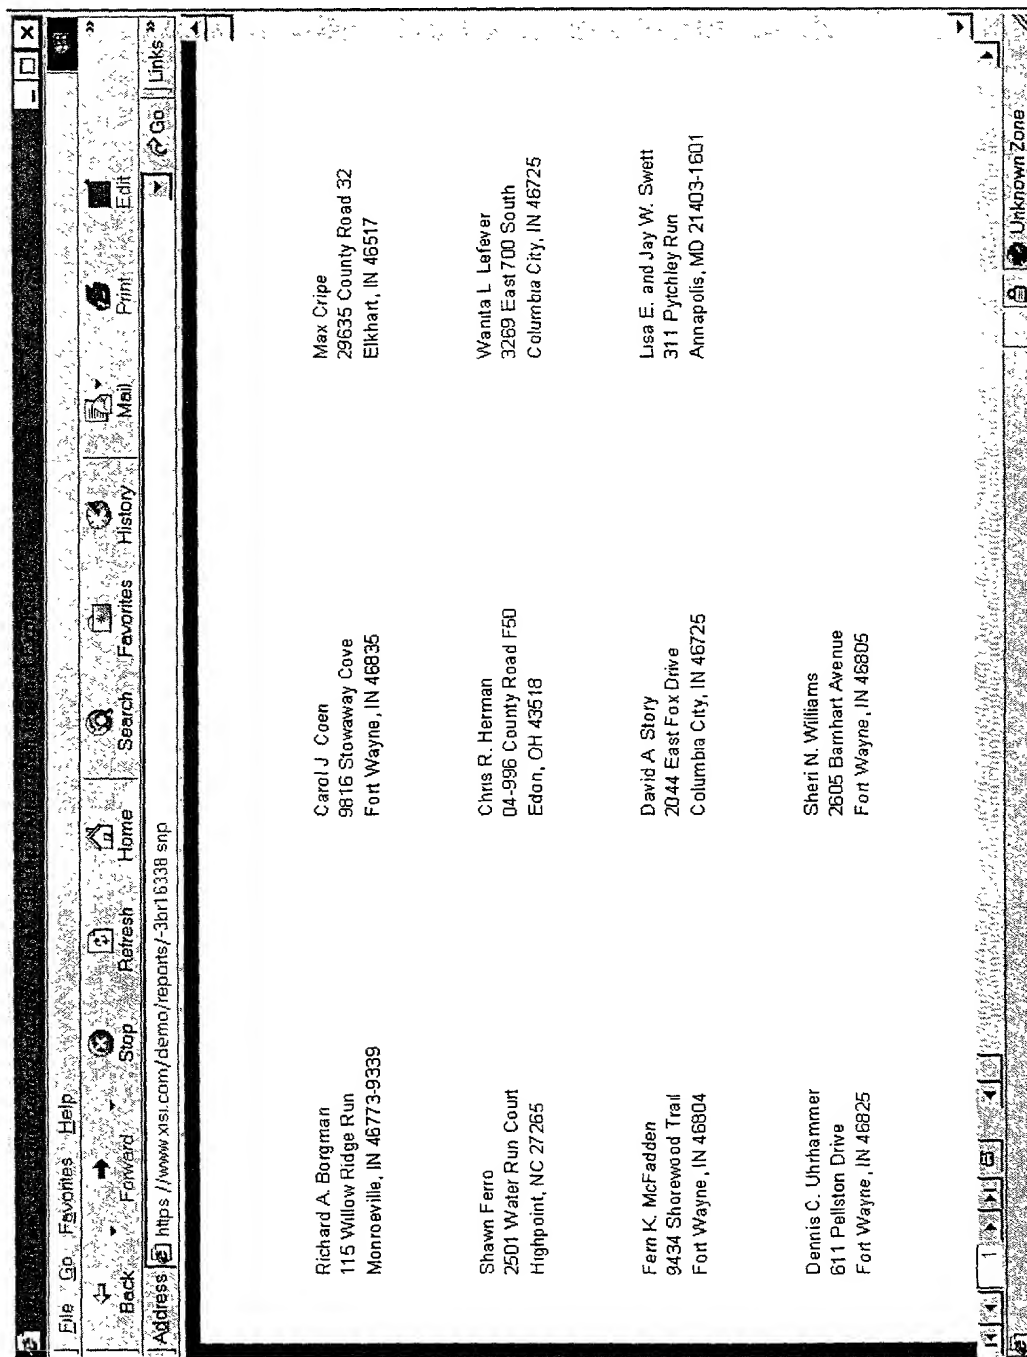 File Go Favorites Help
Back Forward Stop Refresh Home Search Favorites History Mail Print Edit
Address https://www.xisi.com/demo/reports/-3br16338.snp Go Links
Richard A. Borgman
115 Willow Ridge Run
Monroeville, IN 46773-9339
Carol J. Coen
9816 Stowaway Cove
Fort Wayne, IN 46835
Max Cripe
29635 County Road 32
Elkhart, IN 46517
Shawn Ferro
2501 Water Run Court
Highpoint, NC 27265
Chris R. Herman
04-996 County Road F50
Edon, OH 43518
Wanita L. Lefever
3269 East 700 South
Columbia City, IN 46725
Fern K. McFadden
9434 Shorewood Trail
Fort Wayne, IN 46804
David A. Story
2044 East Fox Drive
Columbia City, IN 46725
Lisa E. and Jay W. Swett
311 Pytchley Run
Annapolis, MD 21403-1601
Dennis C. Uhrhammer
611 Pellston Drive
Fort Wayne, IN 46825
Sheri N. Williams
2605 Barnhart Avenue
Fort Wayne, IN 46805
1
Unknown Zone